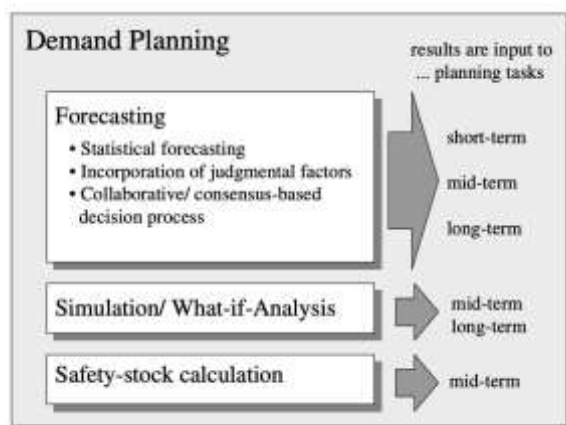 Demand Planning
results are input to
... planning tasks
Forecasting
• Statistical forecasting
• Incorporation of judgmental factors
• Collaborative/ consensus-based
decision process
short-term
mid-term
long-term
Simulation/ What-if-Analysis
mid-term
long-term
Safety-stock calculation
mid-term